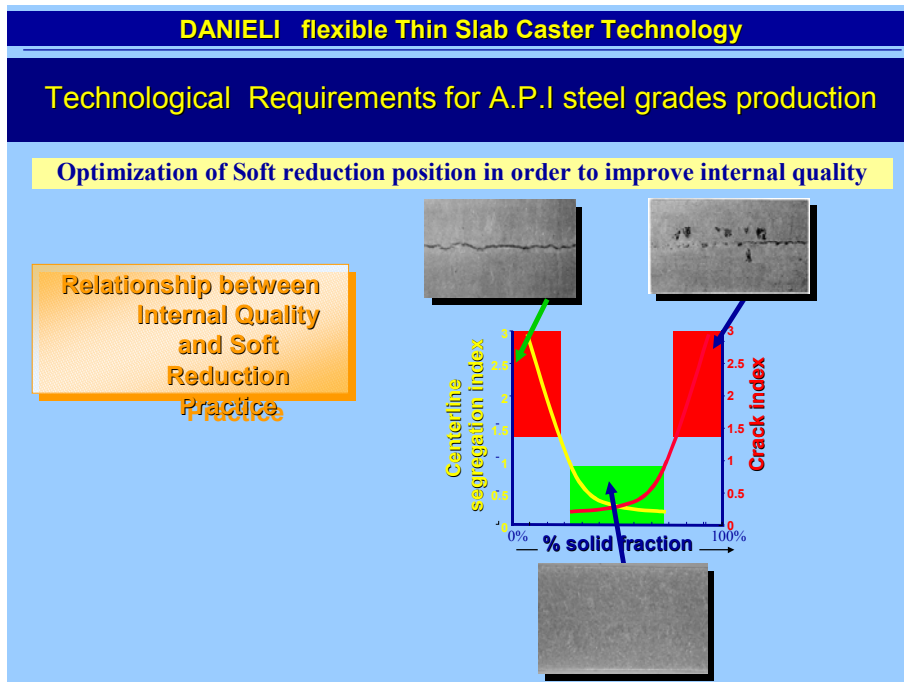 DANIELI flexible Thin Slab Caster Technology
Technological Requirements for A.P.I steel grades production
Optimization of Soft reduction position in order to improve internal quality
Relationship between
Internal Quality
and Soft
Reduction
Practice
Centerline
segregation index
3
2.5
2
1.5
1
0.5
0
3
2.5
2
1.5
1
0.5
0
Crack index
0%
100%
% solid fraction